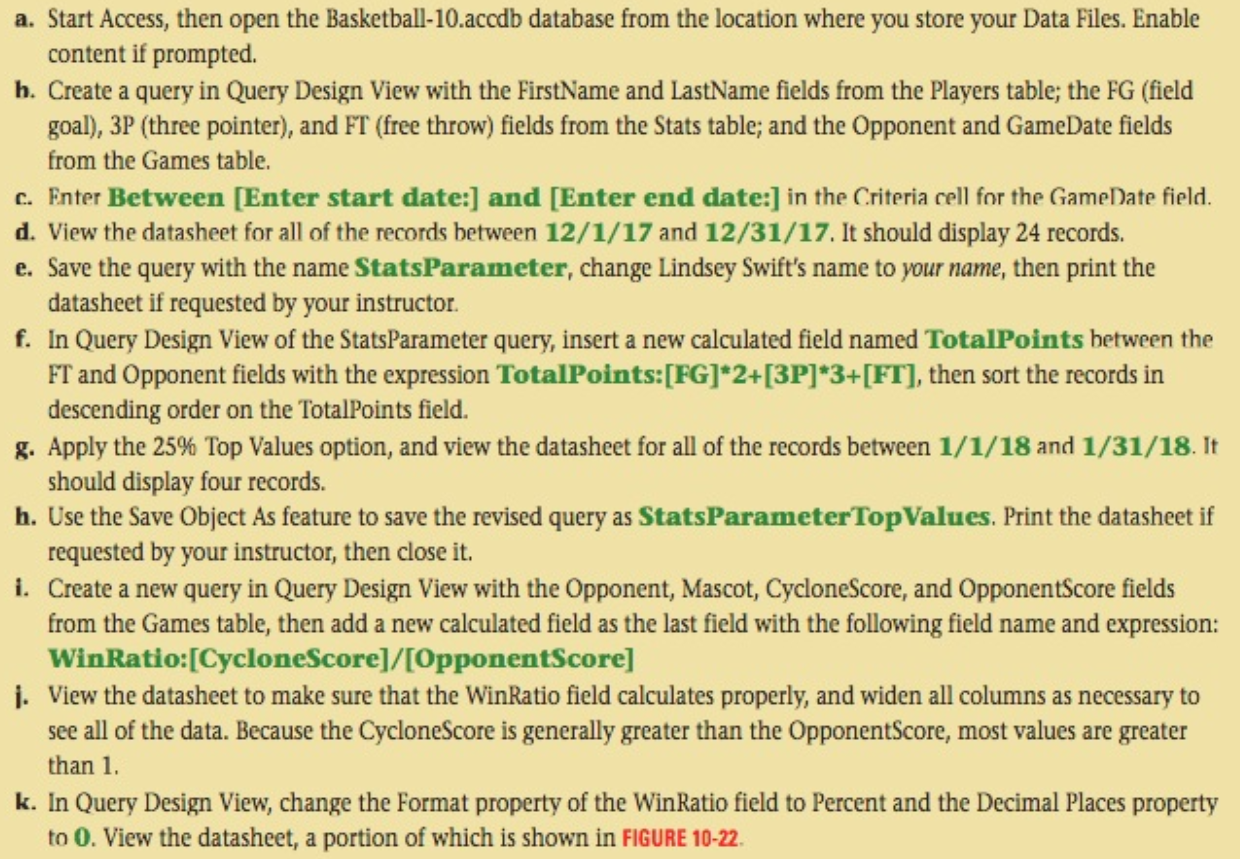 a. Start Access, then open the Basketball-10.accdb database from the location where you store your Data Files. Enable
content if prompted.
b. Create a query in Query Design View with the FirstName and LastName fields from the Players table; the FG (field
goal), 3P (three pointer), and FT (free throw) fields from the Stats table; and the Opponent and GameDate fields
from the Games table.
c. Enter Between [Enter start date:] and [Enter end date:] in the Criteria cell for the GameDate field.
d. View the datasheet for all of the records between 12/1/17 and 12/31/17. It should display 24 records.
e. Save the query with the name StatsParameter, change Lindsey Swift's name to your name, then print the
datasheet if requested by your instructor.
f. In Query Design View of the StatsParameter query, insert a new calculated field named TotalPoints between the
FT and Opponent fields with the expression TotalPoints:[FG]*2+[3P]*3+[FT], then sort the records in
descending order on the TotalPoints field.
g. Apply the 25% Top Values option, and view the datasheet for all of the records between 1/1/18 and 1/31/18. It
should display four records.
h. Use the Save Object As feature to save the revised query as StatsParameterTopValues. Print the datasheet if
requested by your instructor, then close it.
i. Create a new query in Query Design View with the Opponent, Mascot, CycloneScore, and OpponentScore fields
from the Games table, then add a new calculated field as the last field with the following field name and expression:
WinRatio:[CycloneScore]/[OpponentScore]
j. View the datasheet to make sure that the WinRatio field calculates properly, and widen all columns as necessary to
see all of the data. Because the CycloneScore is generally greater than the OpponentScore, most values are greater
than 1.
k. In Query Design View, change the Format property of the WinRatio field to Percent and the Decimal Places property
to 0. View the datasheet, a portion of which is shown in FIGURE 10-22.